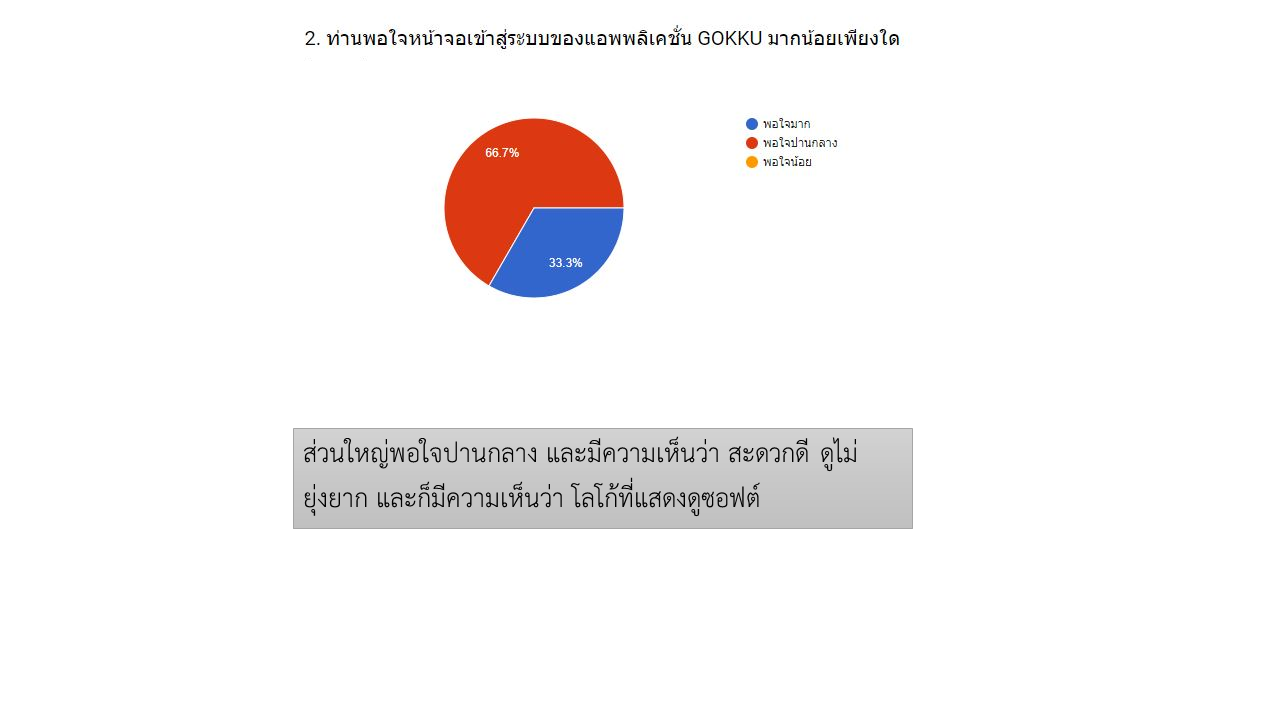 2. ท่านพอใจหน้าจอเข้าสู่ระบบของแอพพลิเคชั่น GOKKU มากน้อยเพียงใด
พอใจมาก
พอใจปานกลาง
พอใจน้อย
66.7%
33.3%
ส่วนใหญ่พอใจปานกลาง และมีความเห็นว่า สะดวกดี ดูไม่
ยุ่งยาก และก็มีความเห็นว่า โลโก้ที่แสดงดูซอฟต์